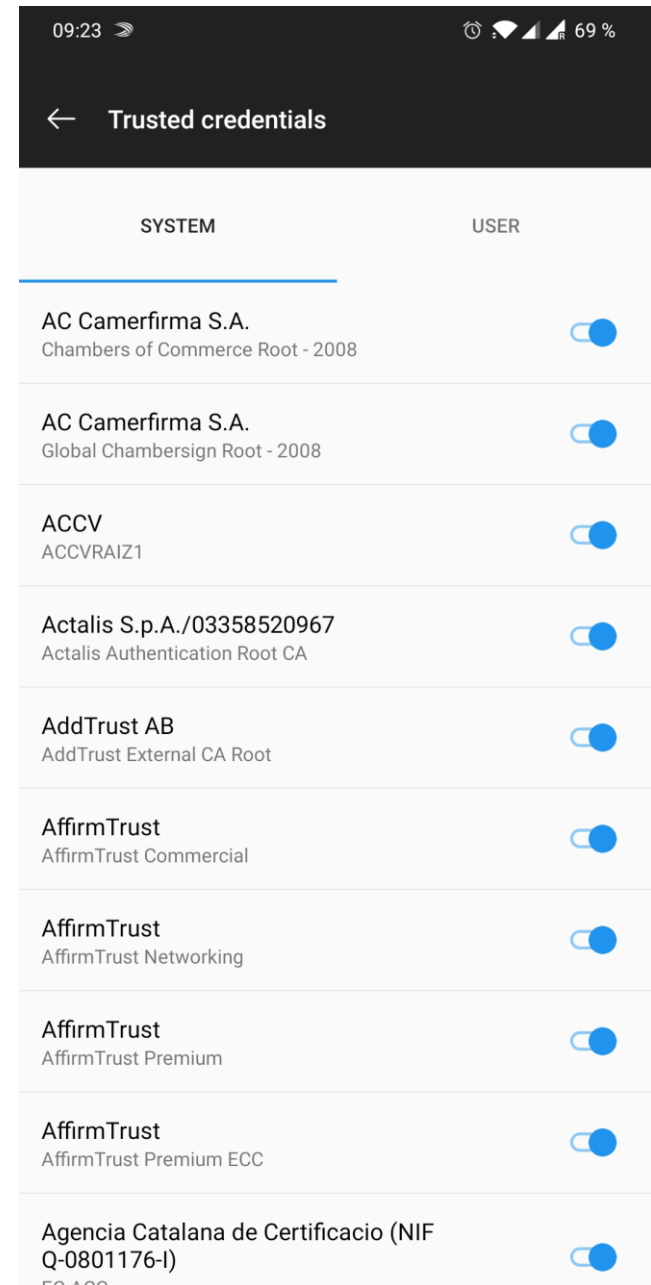 09:23 69 %
Trusted credentials
SYSTEM USER
AC Camerfirma S.A.
Chambers of Commerce Root - 2008
AC Camerfirma S.A.
Global Chambersign Root - 2008
ACCV
ACCVRAIZ1
Actalis S.p.A./03358520967
Actalis Authentication Root CA
AddTrust AB
AddTrust External CA Root
AffirmTrust
AffirmTrust Commercial
AffirmTrust
AffirmTrust Networking
AffirmTrust
AffirmTrust Premium
AffirmTrust
AffirmTrust Premium ECC
Agencia Catalana de Certificacio (NIF
Q-0801176-I)